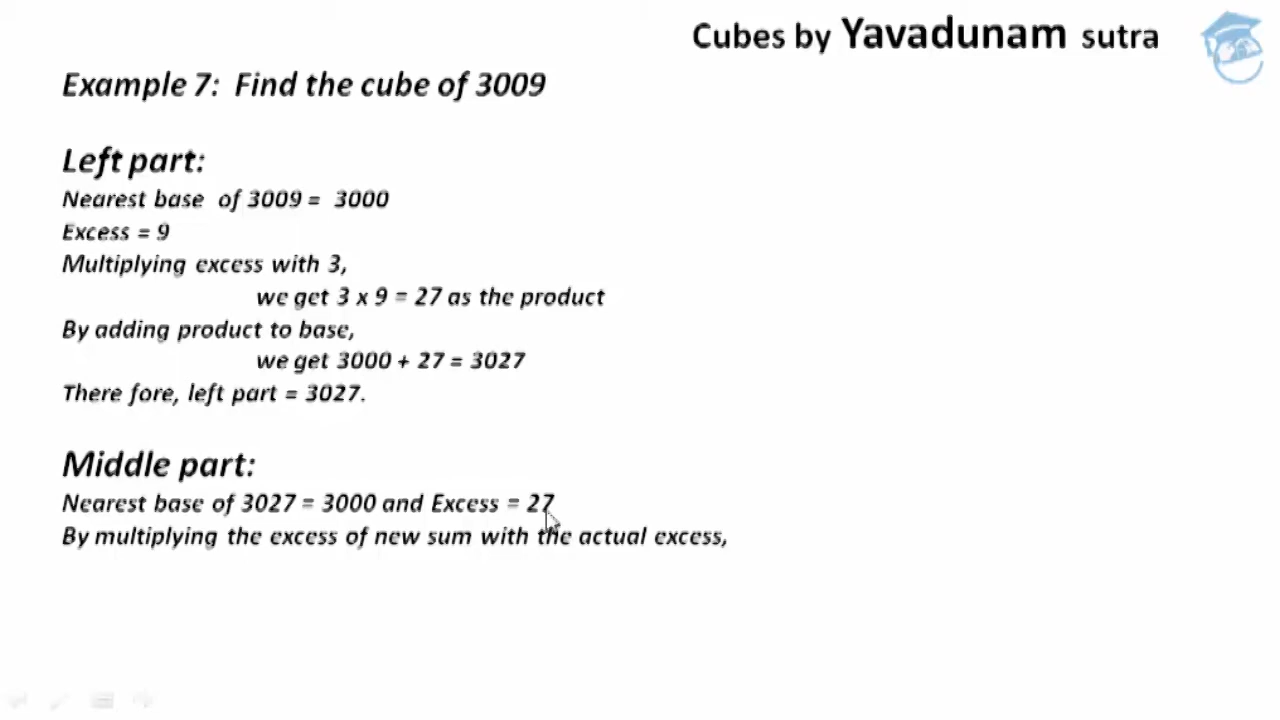 Cubes by Yavadunam sutra
Example 7: Find the cube of 3009
Left part:
Nearest base of 3009 = 3000
Excess = 9
Multiplying excess with 3,
we get 3 x 9 = 27 as the product
By adding product to base,
we get 3000 + 27 = 3027
There fore, left part = 3027.
Middle part:
Nearest base of 3027 = 3000 and Excess = 27
By multiplying the excess of new sum with the actual excess,